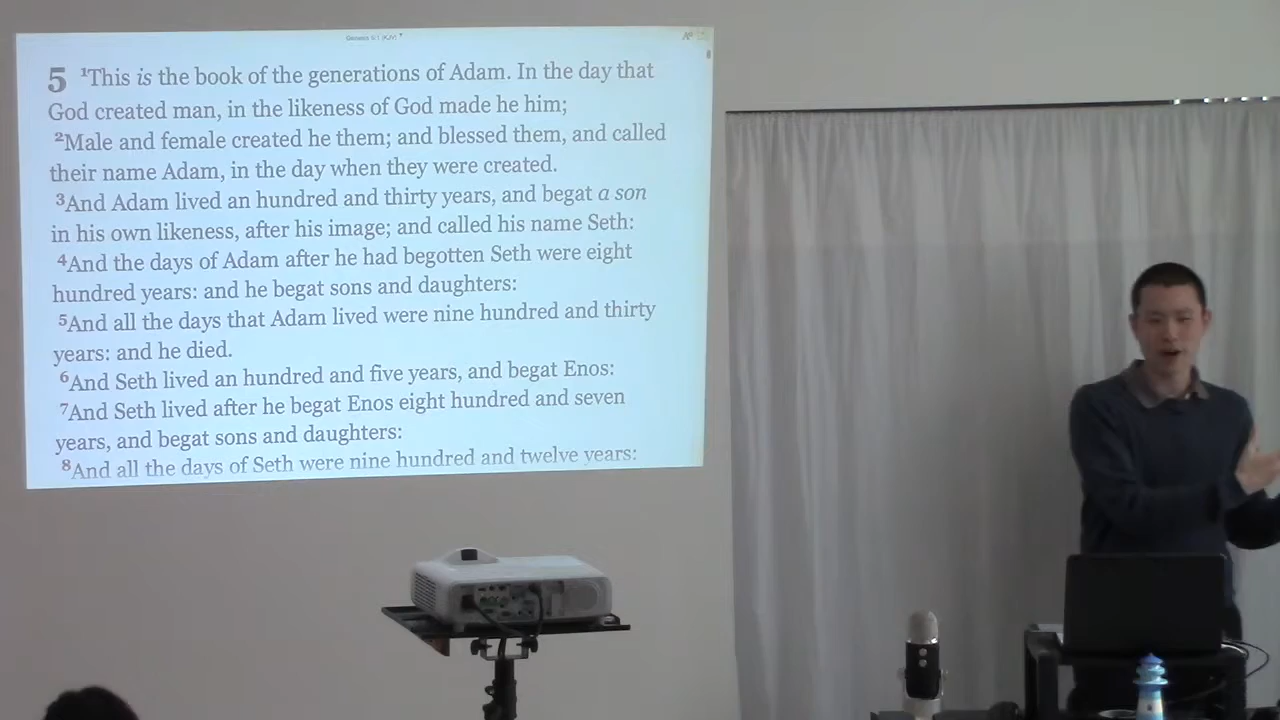 Genesis 5:1 (KJV)
5 1This is the book of the generations of Adam. In the day that
God created man, in the likeness of God made he him;
2Male and female created he them; and blessed them, and called
their name Adam, in the day when they were created.
3And Adam lived an hundred and thirty years, and begat a son
in his own likeness, after his image; and called his name Seth:
4And the days of Adam after he had begotten Seth were eight
hundred years: and he begat sons and daughters:
5And all the days that Adam lived were nine hundred and thirty
years: and he died.
6And Seth lived an hundred and five years, and begat Enos:
7And Seth lived after he begat Enos eight hundred and seven
years, and begat sons and daughters:
8And all the days of Seth were nine hundred and twelve years: